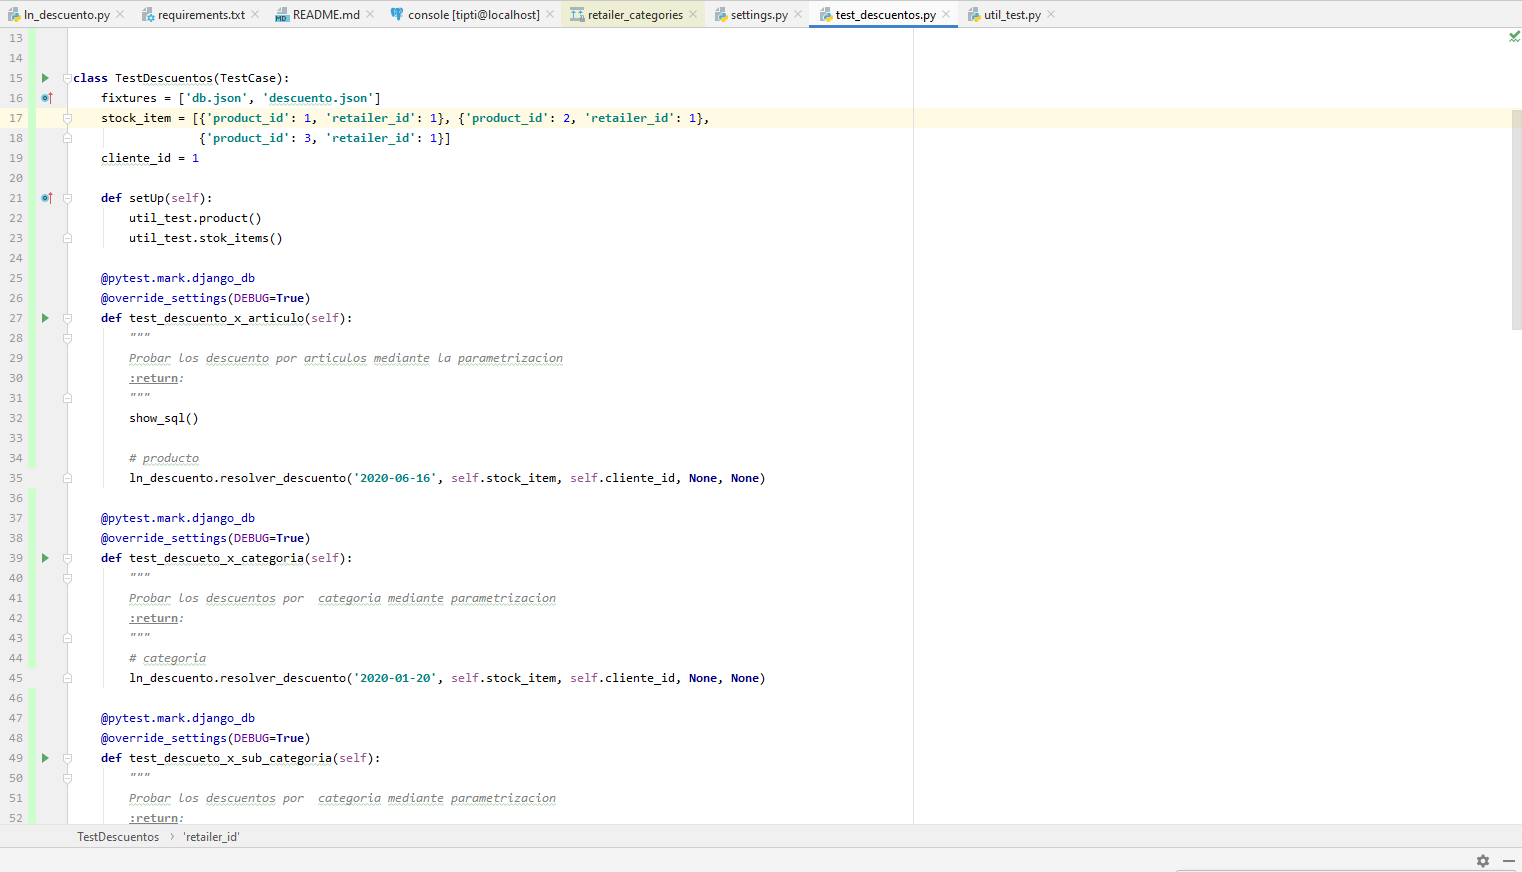 ln_descuento.py requirements.txt README.md console [tipti@localhost] retailer_categories settings.py test_descuentos.py util_test.py
13
14
15 class TestDescuentos(TestCase):
16 fixtures = ['db.json', 'descuento.json']
17 stock_item = [{'product_id': 1, 'retailer_id': 1}, {'product_id': 2, 'retailer_id': 1},
18 {'product_id': 3, 'retailer_id': 1}]
19 cliente_id = 1
20
21 def setUp(self):
22 util_test.product()
23 util_test.stok_items()
24
25 @pytest.mark.django_db
26 @override_settings(DEBUG=True)
27 def test_descuento_x_articulo(self):
28 """
29 Probar los descuento por articulos mediante la parametrizacion
30 :return:
31 """
32 show_sql()
33
34 # producto
35 ln_descuento.resolver_descuento('2020-06-16', self.stock_item, self.cliente_id, None, None)
36
37 @pytest.mark.django_db
38 @override_settings(DEBUG=True)
39 def test_descueto_x_categoria(self):
40 """
41 Probar los descuentos por  categoria mediante parametrizacion
42 :return:
43 """
44 # categoria
45 ln_descuento.resolver_descuento('2020-01-20', self.stock_item, self.cliente_id, None, None)
46
47 @pytest.mark.django_db
48 @override_settings(DEBUG=True)
49 def test_descueto_x_sub_categoria(self):
50 """
51 Probar los descuentos por  categoria mediante parametrizacion
52 :return:
TestDescuentos › 'retailer_id'